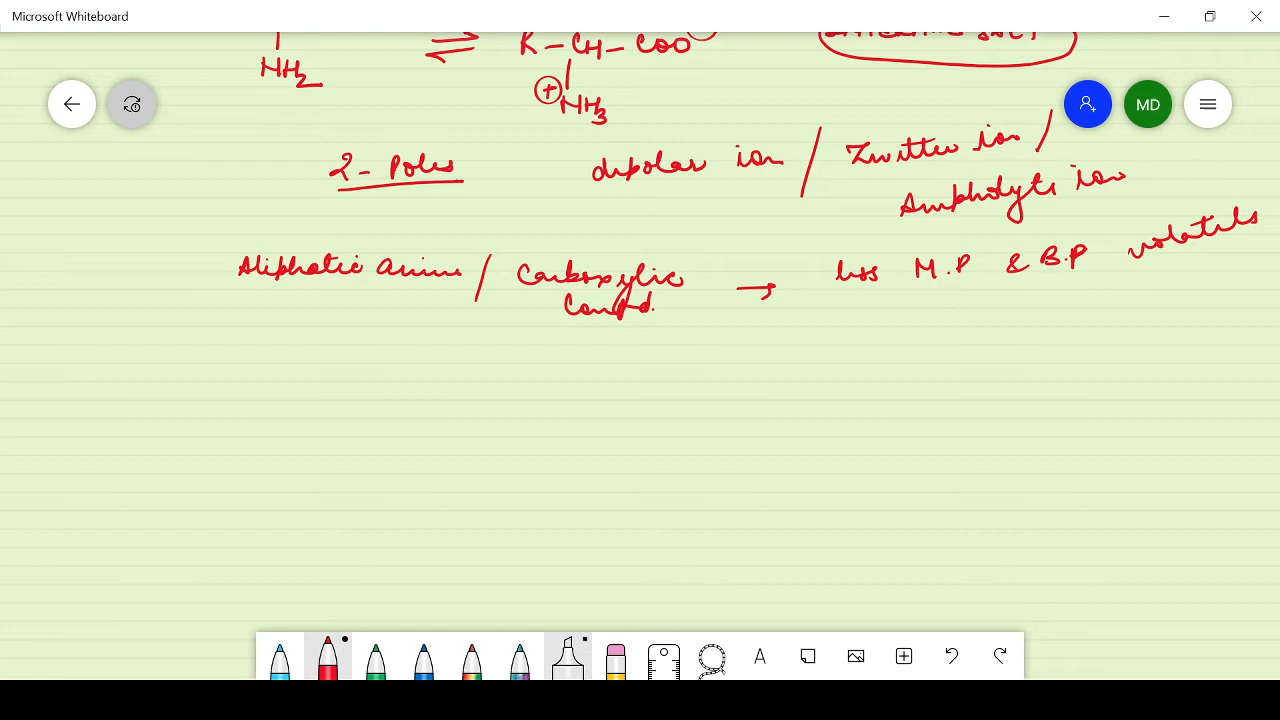 Microsoft Whiteboard
NH2 ⇌ R – CH – COO⁻
⊕NH3
MD
2 - Poles dipolar ion / Zwitter ion /
Ampholyte ion
Aliphatic amine / Carboxylic → less M.P & B.P volatile
Compd.
A